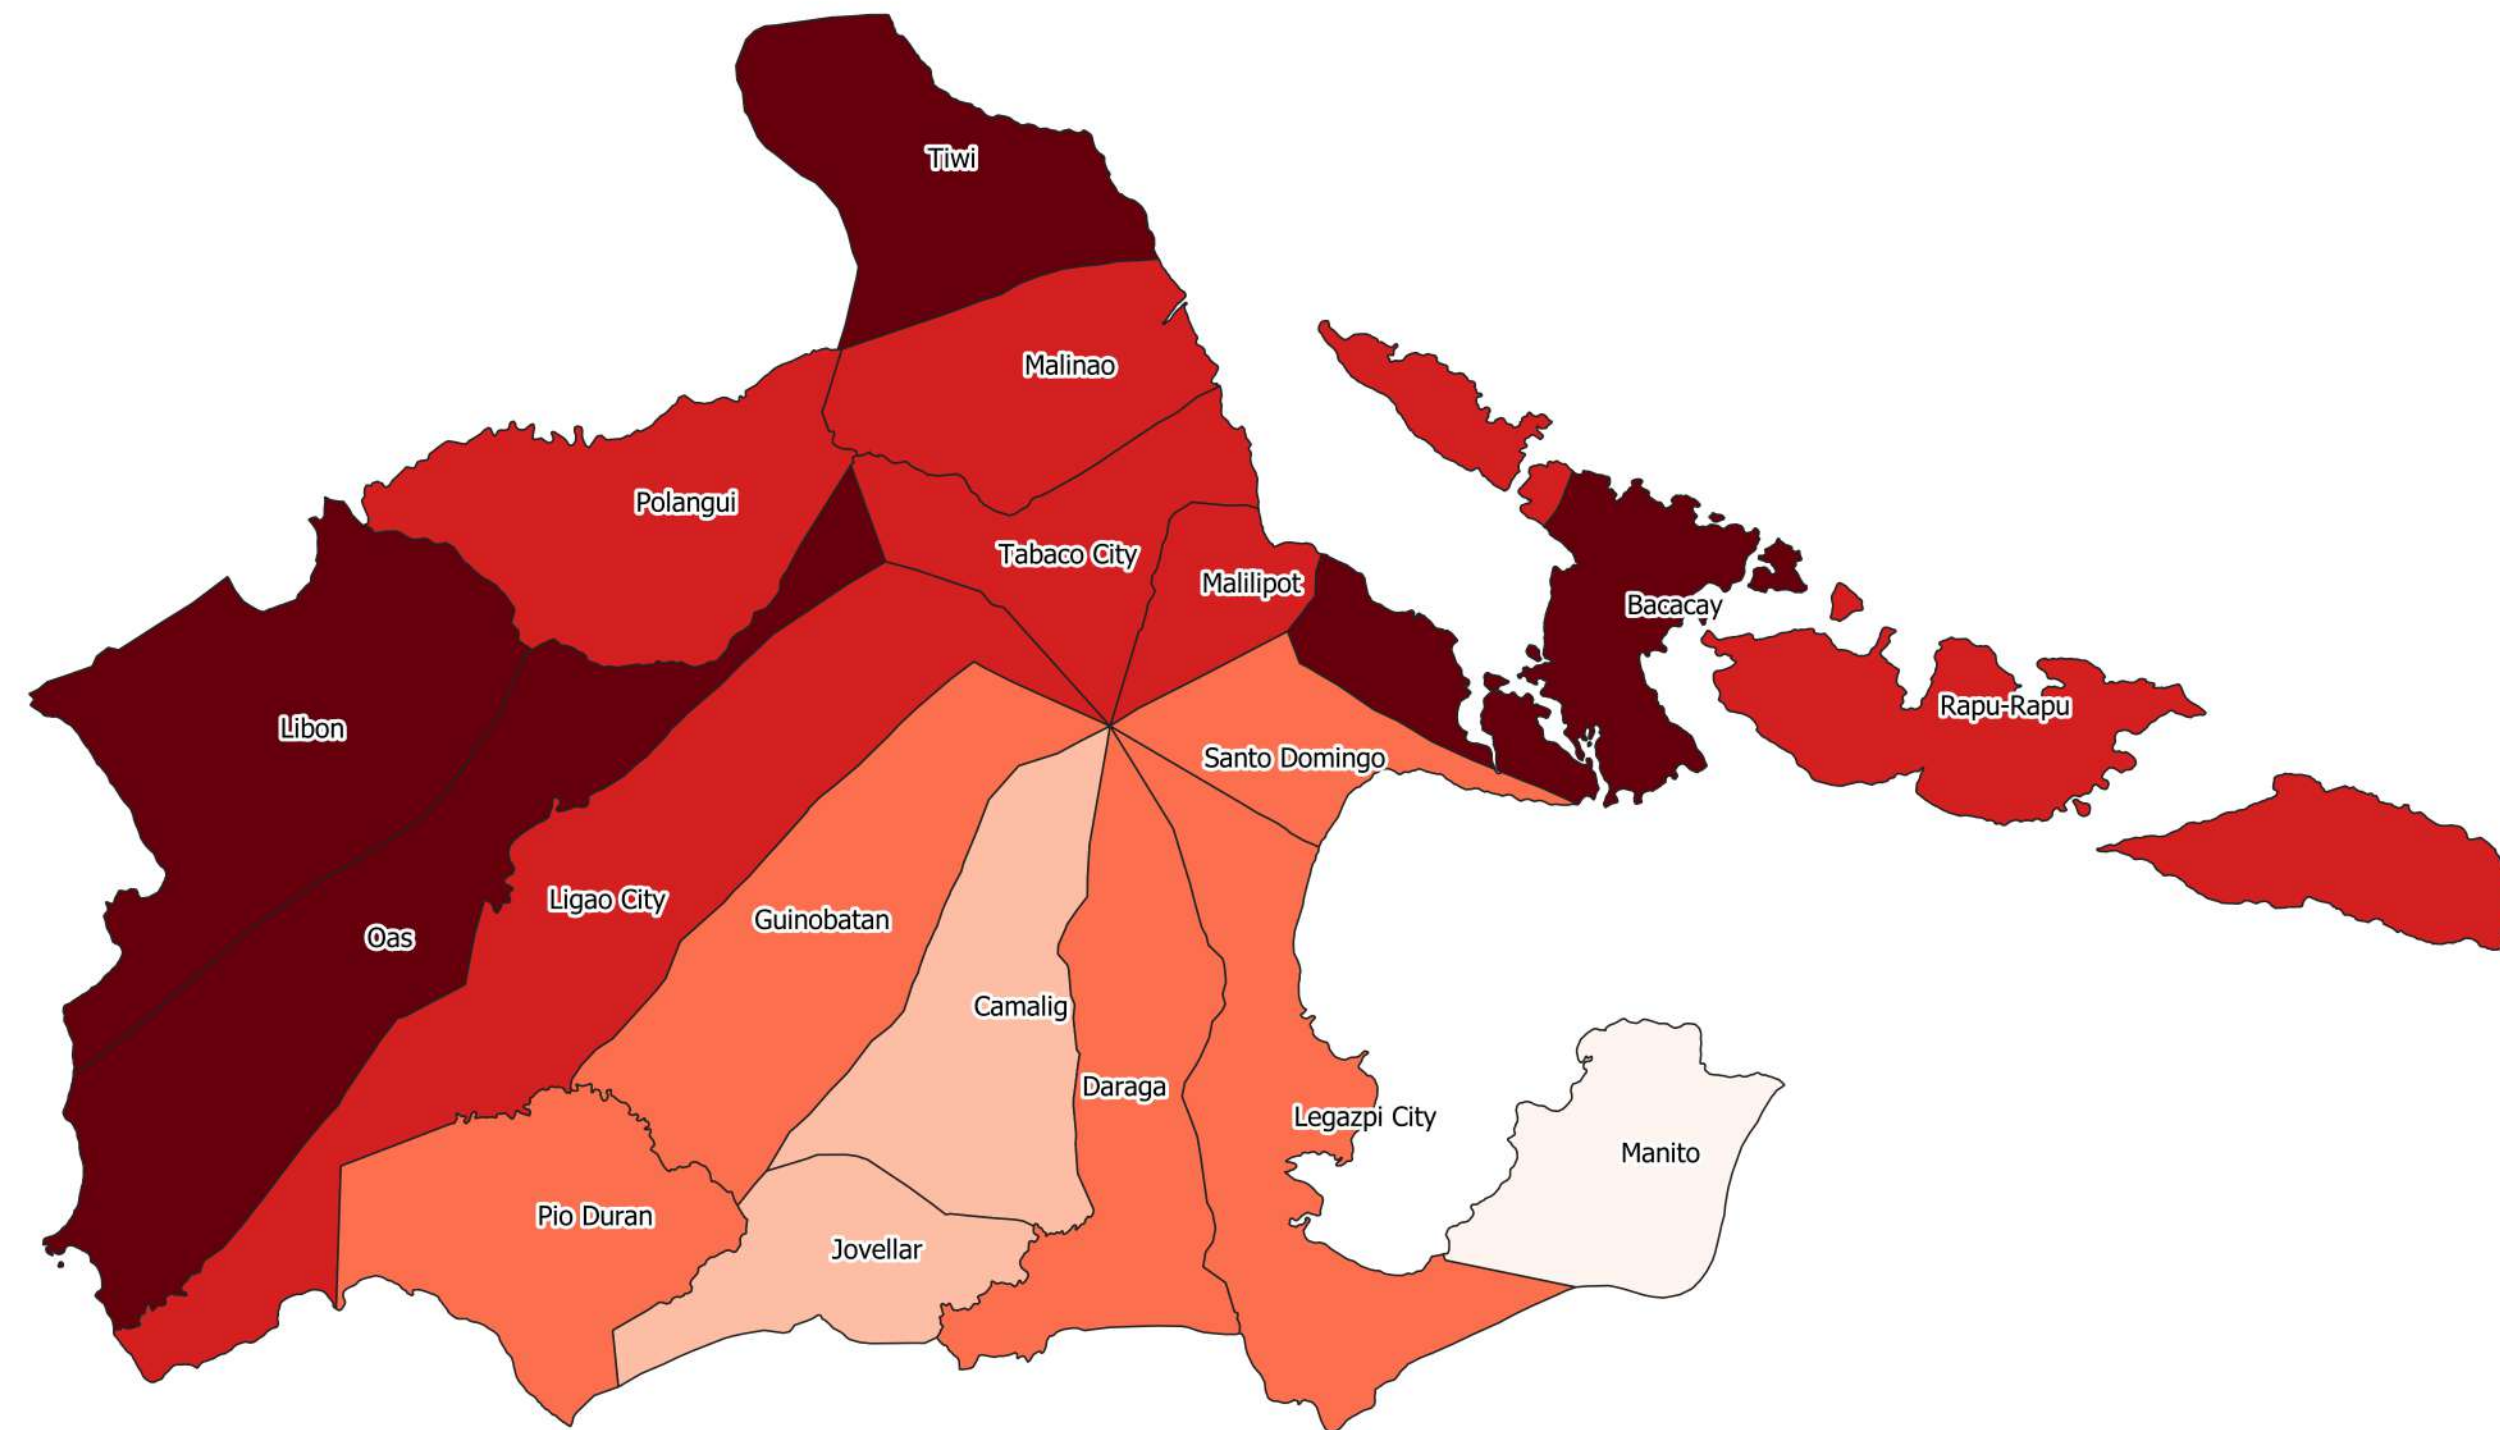 Tiwi
Malinao
Polangui
Tabaco City
Malilipot
Bacacay
Rapu-Rapu
Libon
Santo Domingo
Ligao City
Guinobatan
Oas
Camalig
Daraga
Legazpi City
Manito
Pio Duran
Jovellar